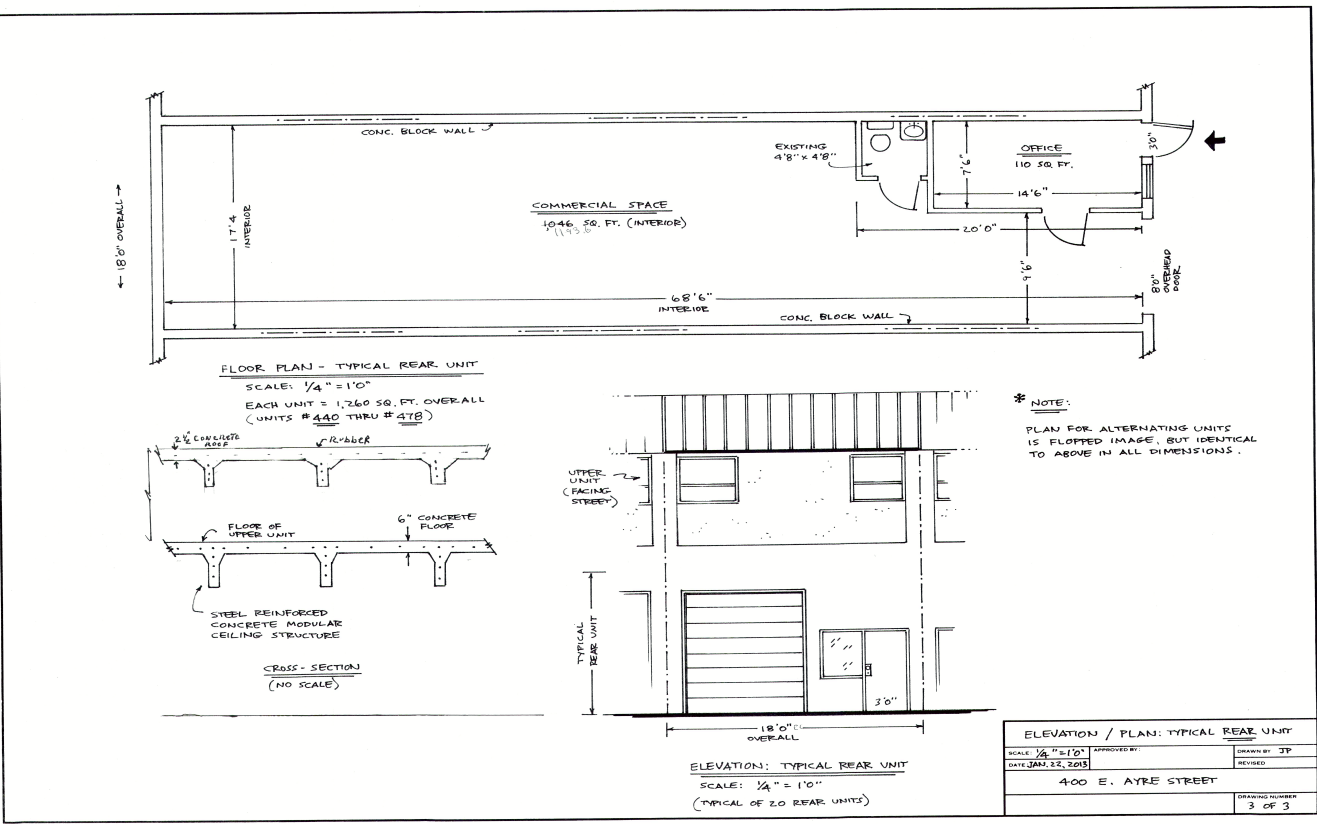 CONC. BLOCK WALL
EXISTING
4'8" x 4'8"
OFFICE
110 SQ. FT.
3'0"
7'6"
14'6"
COMMERCIAL SPACE
1046 SQ. FT. (INTERIOR)
1193.6
18'0" OVERALL
17'4
INTERIOR
20'0"
9'6"
8'0"
OVERHEAD
DOOR
68'6"
INTERIOR
CONC. BLOCK WALL
FLOOR PLAN - TYPICAL REAR UNIT
SCALE: 1/4" = 1'0"
EACH UNIT = 1,260 SQ. FT. OVERALL
(UNITS #440 THRU #478)
2 1/2" CONCRETE
ROOF
Rubber
FLOOR OF
UPPER UNIT
6" CONCRETE
FLOOR
STEEL REINFORCED
CONCRETE MODULAR
CEILING STRUCTURE
CROSS-SECTION
(NO SCALE)
UPPER
UNIT
(FACING
STREET)
TYPICAL
REAR UNIT
3'0"
18'0"
OVERALL
ELEVATION: TYPICAL REAR UNIT
SCALE: 1/4" = 1'0"
(TYPICAL OF 20 REAR UNITS)
* NOTE:
PLAN FOR ALTERNATING UNITS
IS FLOPPED IMAGE, BUT IDENTICAL
TO ABOVE IN ALL DIMENSIONS.
ELEVATION / PLAN: TYPICAL REAR UNIT
SCALE: 1/4" = 1'0" APPROVED BY: DRAWN BY JP
DATE JAN. 22, 2013 REVISED
400 E. AYRE STREET
DRAWING NUMBER
3 OF 3